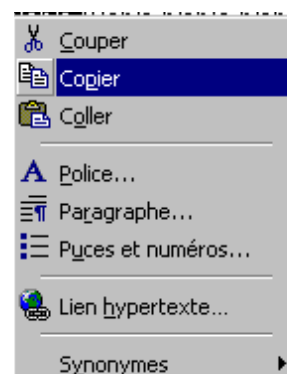 Couper
Copier
Coller
Police...
Paragraphe...
Puces et numéros...
Lien hypertexte...
Synonymes